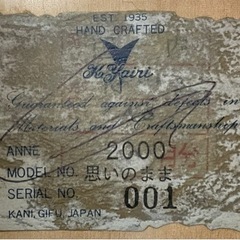 EST. 1935
HAND CRAFTED
K.Yairi
Guaranteed against defects in
Materials and Craftsmanship
ANNE 2000
MODEL NO. 思いのまま
SERIAL NO. 001
KANI, GIFU, JAPAN